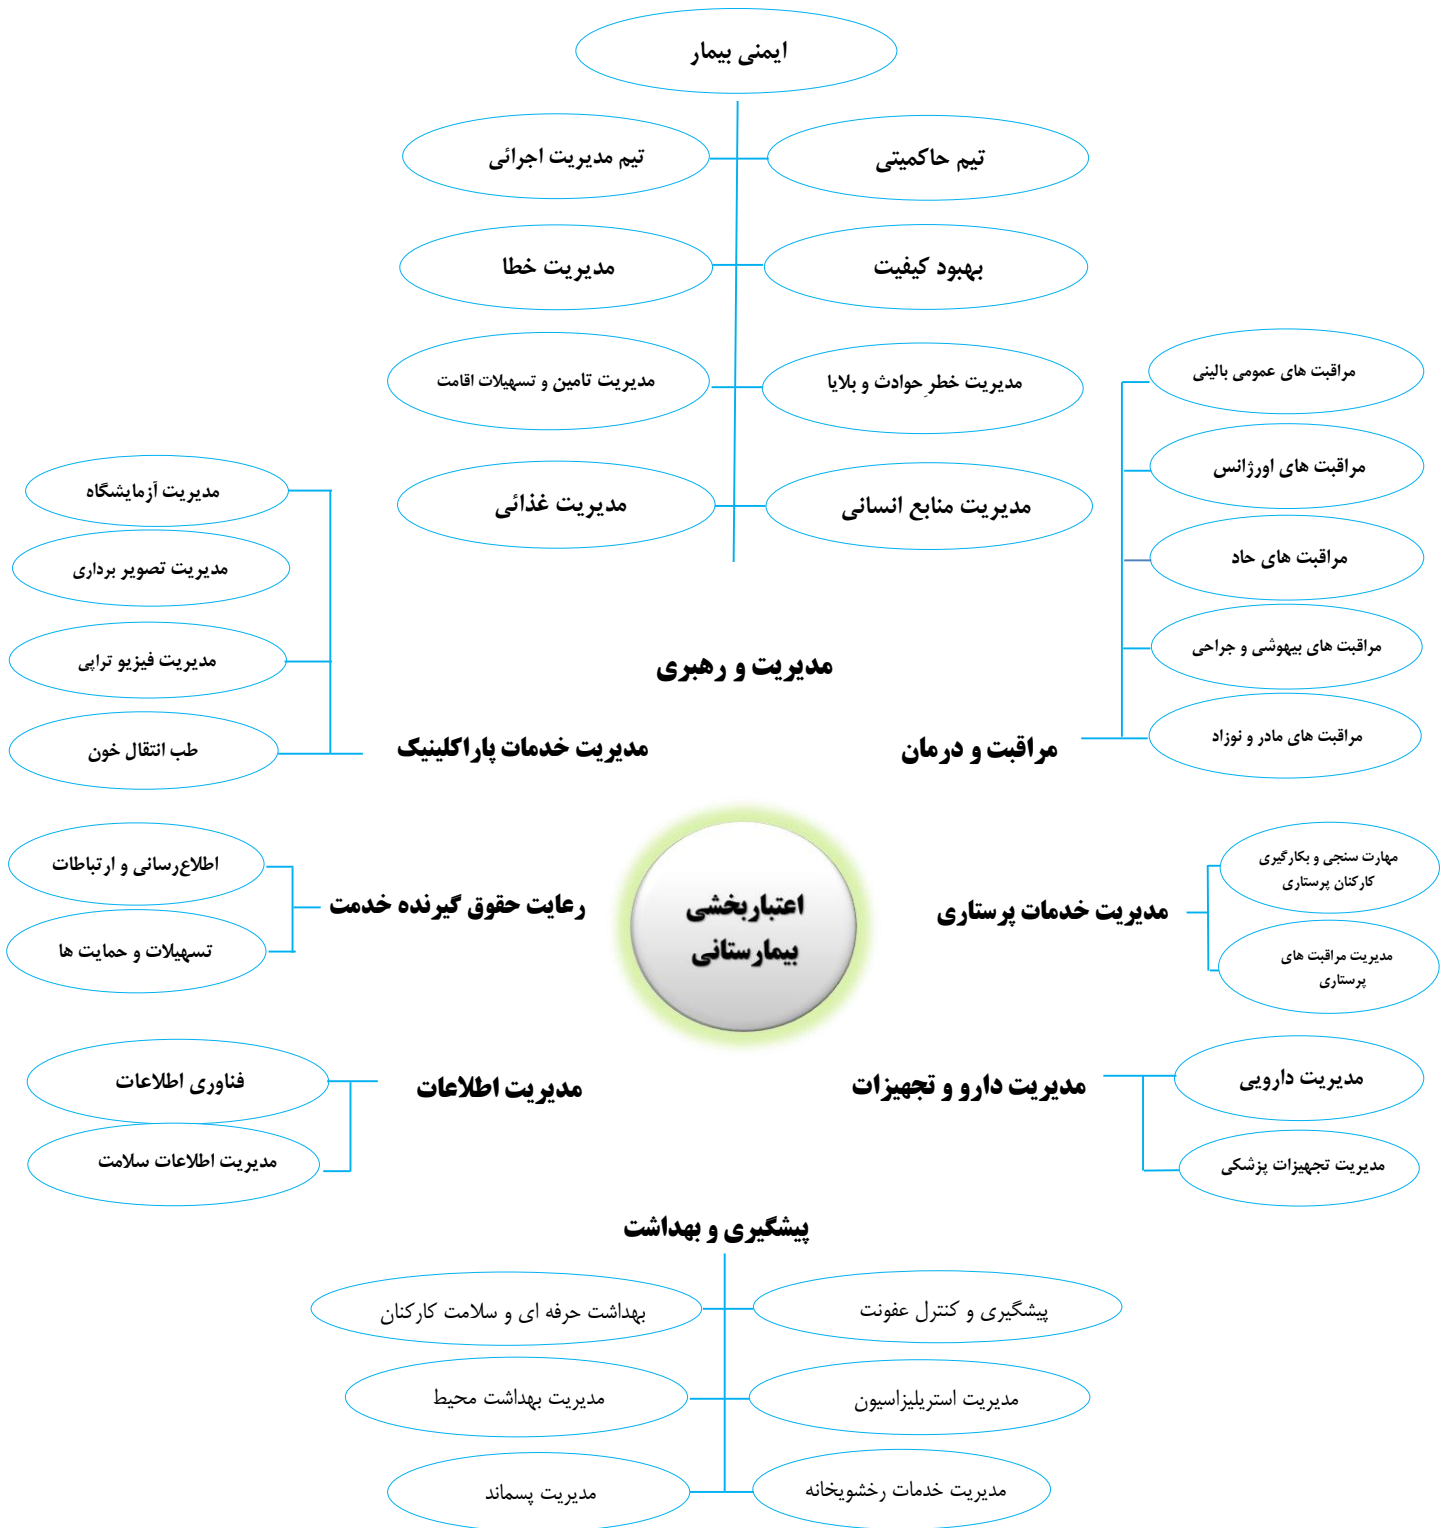 ایمنی بیمار
تیم حاکمیتی
تیم مدیریت اجرائی
بهبود کیفیت
مدیریت خطا
مدیریت خطرِ حوادث و بلایا
مدیریت تامین و تسهیلات اقامت
مدیریت منابع انسانی
مدیریت غذائی
مدیریت و رهبری
مراقبت های عمومی بالینی
مراقبت های اورژانس
مراقبت های حاد
مراقبت های بیهوشی و جراحی
مراقبت های مادر و نوزاد
مراقبت و درمان
مدیریت آزمایشگاه
مدیریت تصویر برداری
مدیریت فیزیو تراپی
طب انتقال خون
مدیریت خدمات پاراکلینیک
مهارت سنجی و بکارگیری
کارکنان پرستاری
مدیریت مراقبت های
پرستاری
مدیریت خدمات پرستاری
اعتباربخشی
بیمارستانی
رعایت حقوق گیرنده خدمت
اطلاع‌رسانی و ارتباطات
تسهیلات و حمایت ها
مدیریت دارویی
مدیریت تجهیزات پزشکی
مدیریت دارو و تجهیزات
مدیریت اطلاعات
فناوری اطلاعات
مدیریت اطلاعات سلامت
پیشگیری و بهداشت
پیشگیری و کنترل عفونت
بهداشت حرفه ای و سلامت کارکنان
مدیریت استریلیزاسیون
مدیریت بهداشت محیط
مدیریت خدمات رخشویخانه
مدیریت پسماند